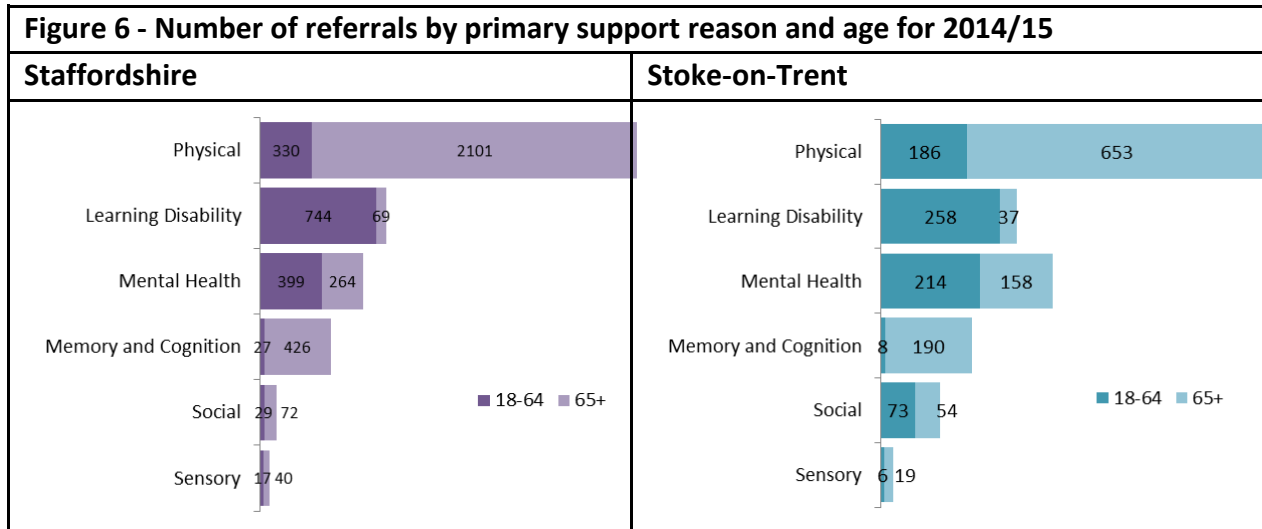 Figure 6 - Number of referrals by primary support reason and age for 2014/15
Staffordshire
Physical 330 2101
Learning Disability 744 69
Mental Health 399 264
Memory and Cognition 27 426
Social 29 72
18-64 65+
Sensory 17 40
Stoke-on-Trent
Physical 186 653
Learning Disability 258 37
Mental Health 214 158
Memory and Cognition 8 190
Social 73 54
18-64 65+
Sensory 6 19